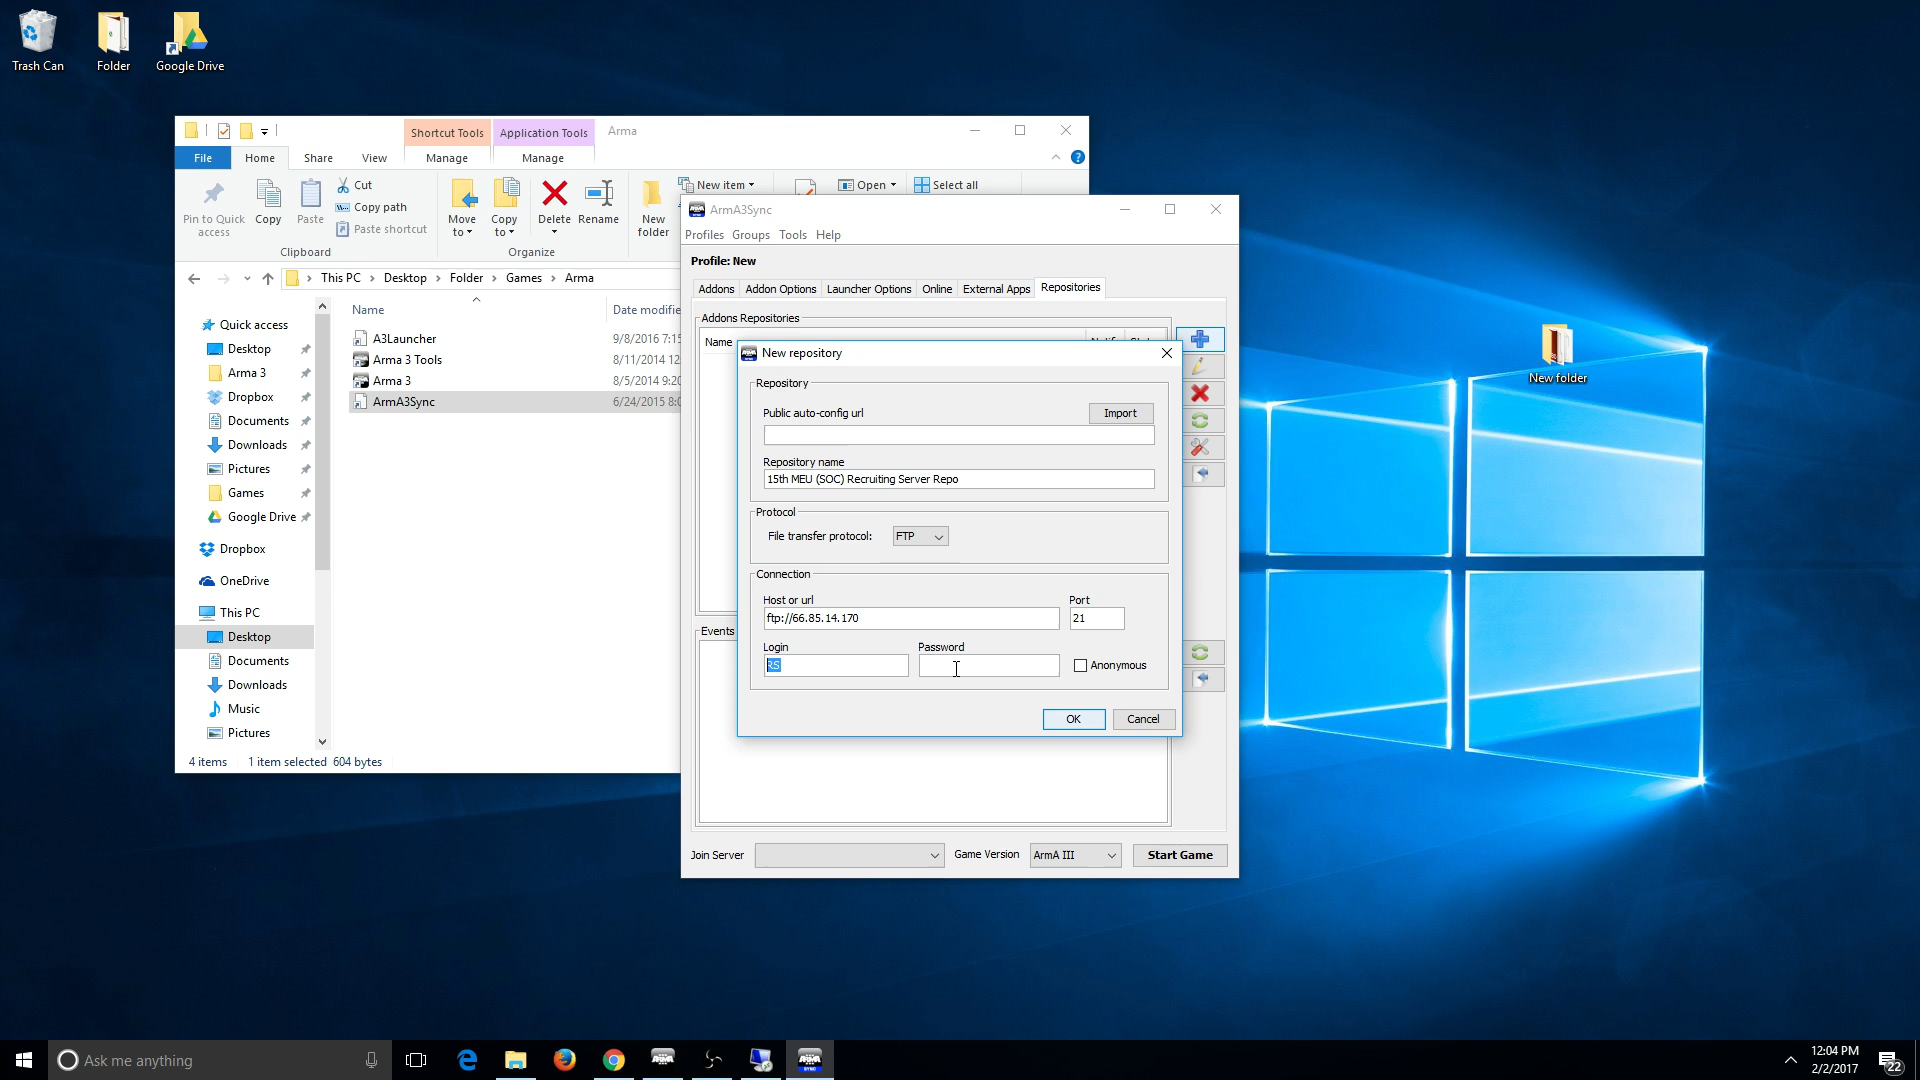 Trash Can
Folder
Google Drive
Shortcut Tools
Application Tools
Arma
File
Home
Share
View
Manage
Manage
Pin to Quick access
Copy
Paste
Cut
Copy path
Paste shortcut
Clipboard
Move to
Copy to
Delete
Rename
Organize
New folder
New item
Open
Select all
This PC
Desktop
Folder
Games
Arma
Name
Date modifie
A3Launcher
9/8/2016 7:15
Arma 3 Tools
8/11/2014 12:
Arma 3
8/5/2014 9:20
ArmA3Sync
6/24/2015 8:0
Quick access
Desktop
Arma 3
Dropbox
Documents
Downloads
Pictures
Games
Google Drive
Dropbox
OneDrive
This PC
Desktop
Documents
Downloads
Music
Pictures
4 items
1 item selected 604 bytes
ArmA3Sync
Profiles
Groups
Tools
Help
Profile: New
Addons
Addon Options
Launcher Options
Online
External Apps
Repositories
Addons Repositories
Name
New repository
Repository
Public auto-config url
Import
Repository name
15th MEU (SOC) Recruiting Server Repo
Protocol
File transfer protocol:
FTP
Connection
Host or url
Port
ftp://66.85.14.170
21
Login
Password
RS
Anonymous
OK
Cancel
Events
Join Server
Game Version
ArmA III
Start Game
New folder
Ask me anything
12:04 PM
2/2/2017
22